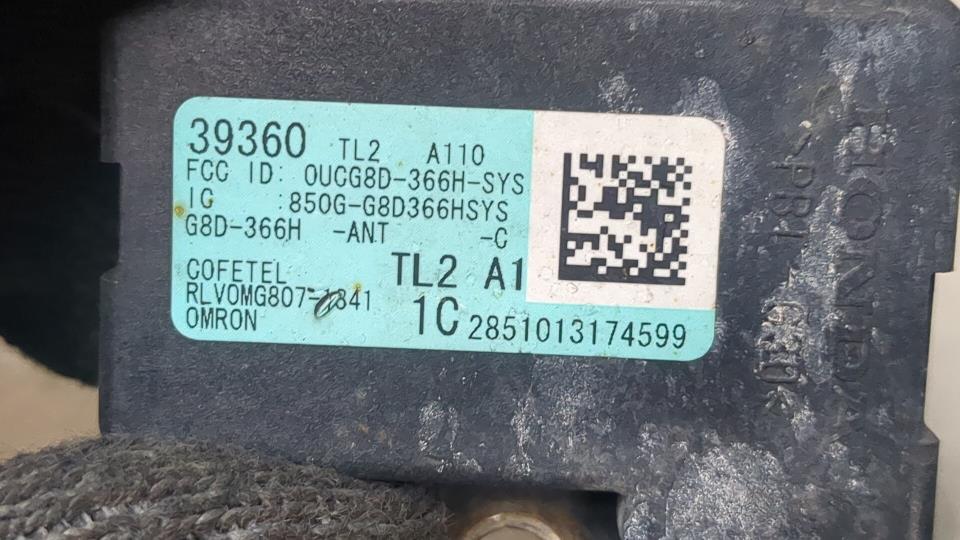 39360 TL2 A110
FCC ID: OUCG8D-366H-SYS
IC :850G-G8D366HSYS
G8D-366H -ANT -C
COFETEL TL2 A1
OMRON 1C 2851013174599
HONDA